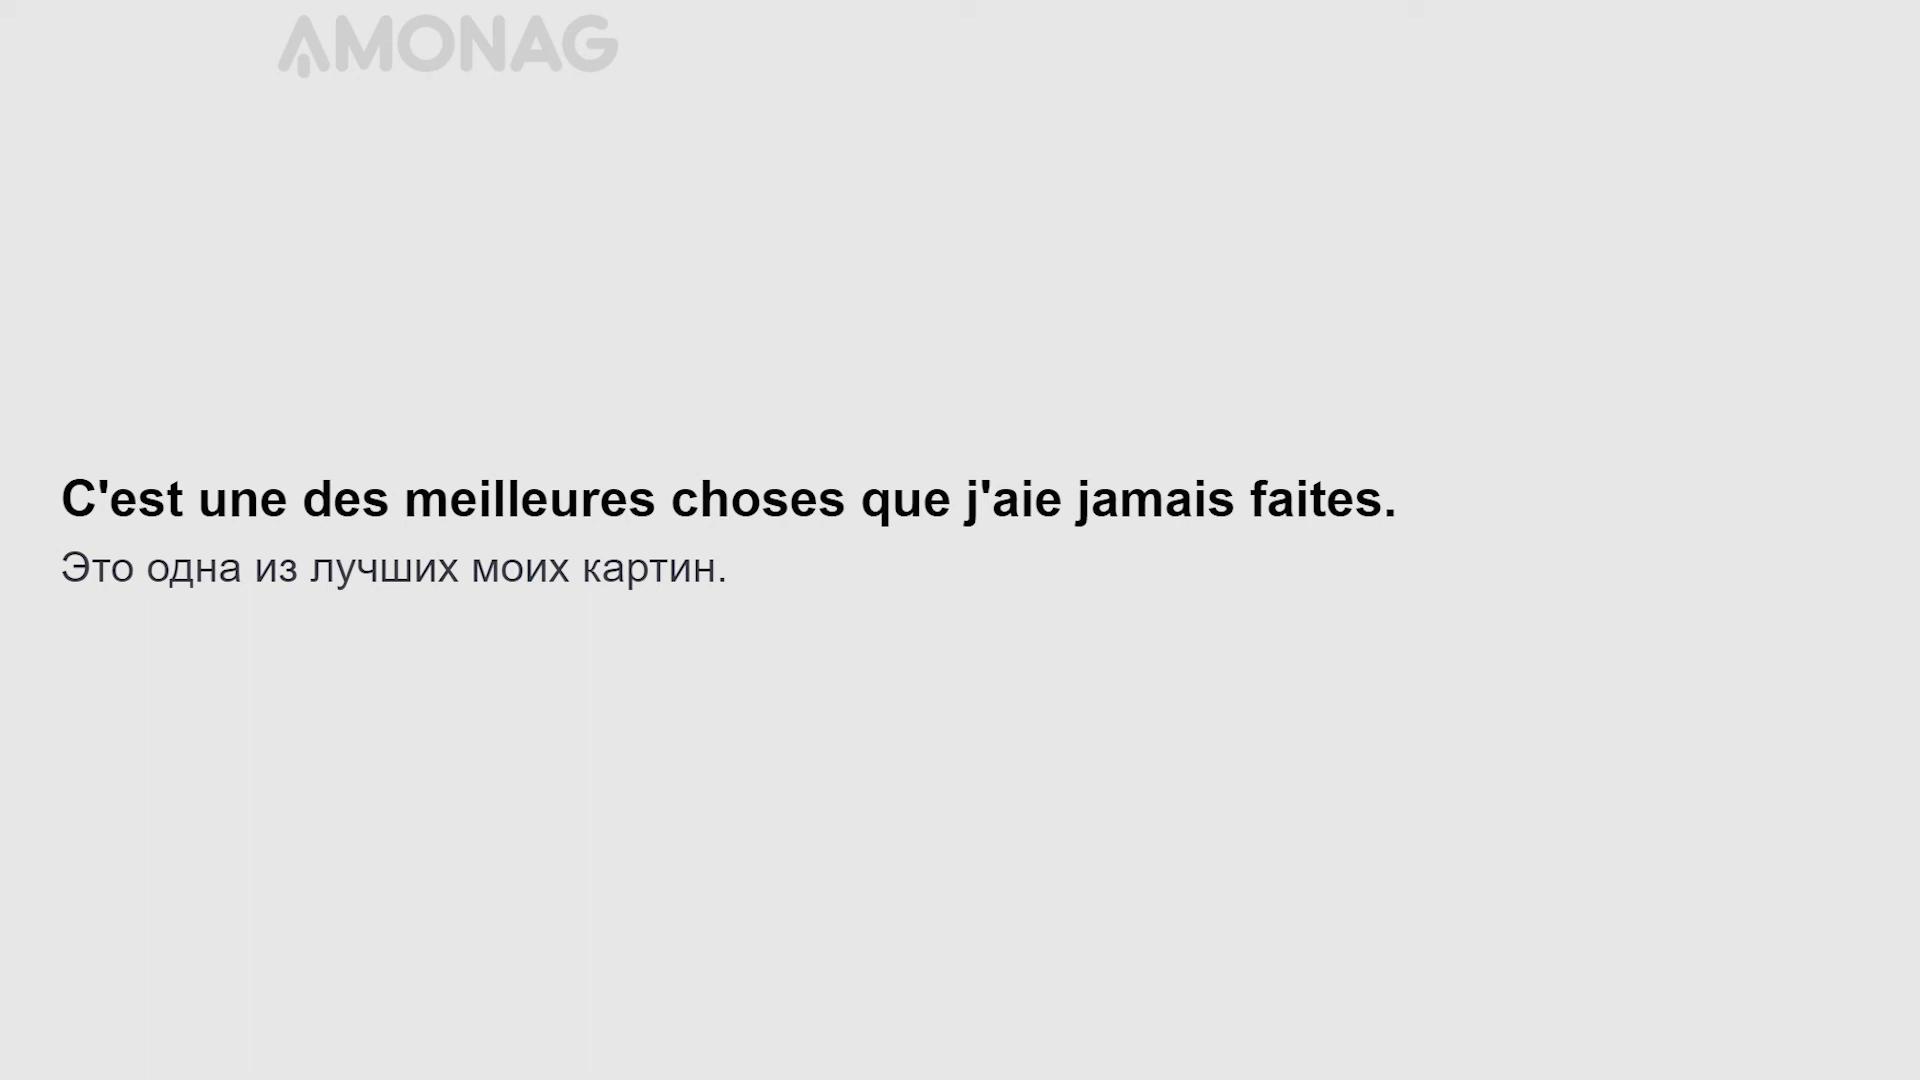 AMONAG
C'est une des meilleures choses que j'aie jamais faites.
Это одна из лучших моих картин.